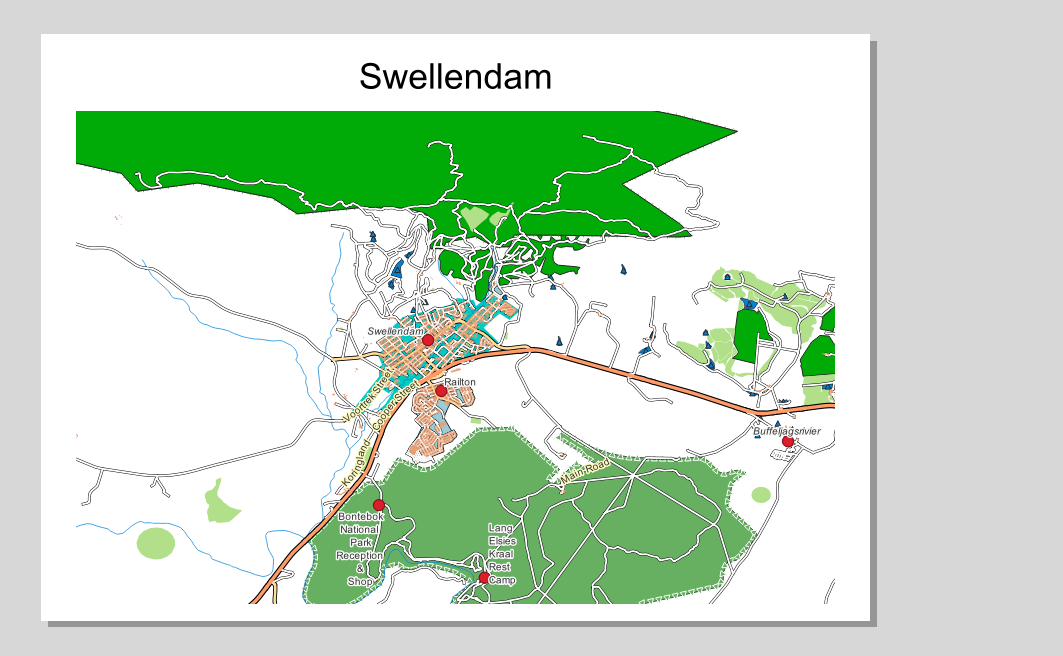 Swellendam
Swellendam
Railton
Voortrek Street
Cooper Street
Buffeljagsrivier
Koringland
Main-Road
Bontebok
National
Park
Reception
&
Shop
Lang
Elsies
Kraal
Rest
Camp